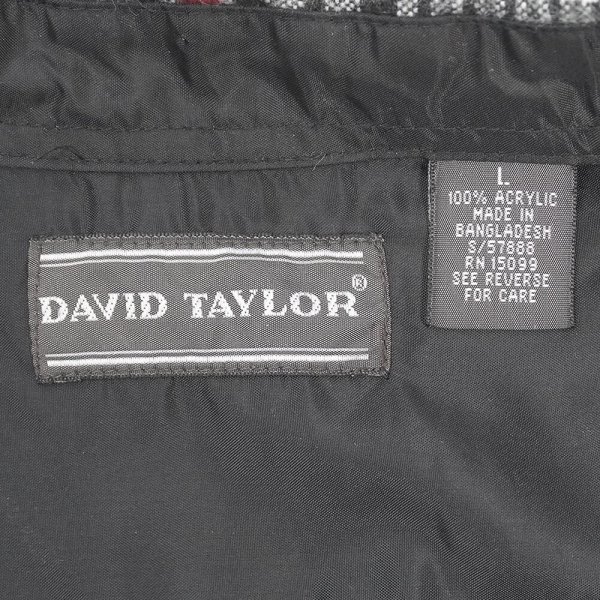 DAVID TAYLOR ®
L
100% ACRYLIC
MADE IN
BANGLADESH
S/57888
RN 15099
SEE REVERSE
FOR CARE